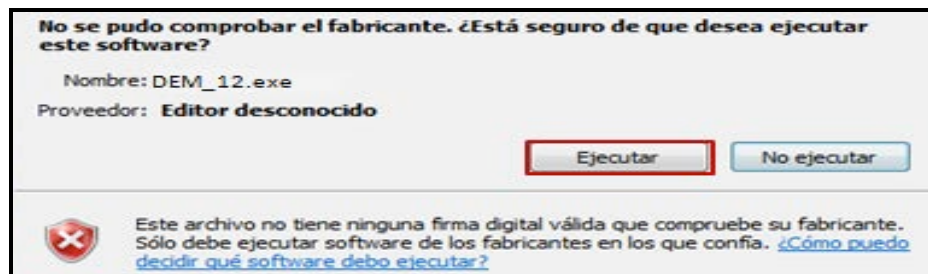 No se pudo comprobar el fabricante. ¿Está seguro de que desea ejecutar
este software?
Nombre: DEM_12.exe
Proveedor: Editor desconocido
Ejecutar No ejecutar
Este archivo no tiene ninguna firma digital válida que compruebe su fabricante.
Sólo debe ejecutar software de los fabricantes en los que confía. ¿Cómo puedo
decidir qué software debo ejecutar?